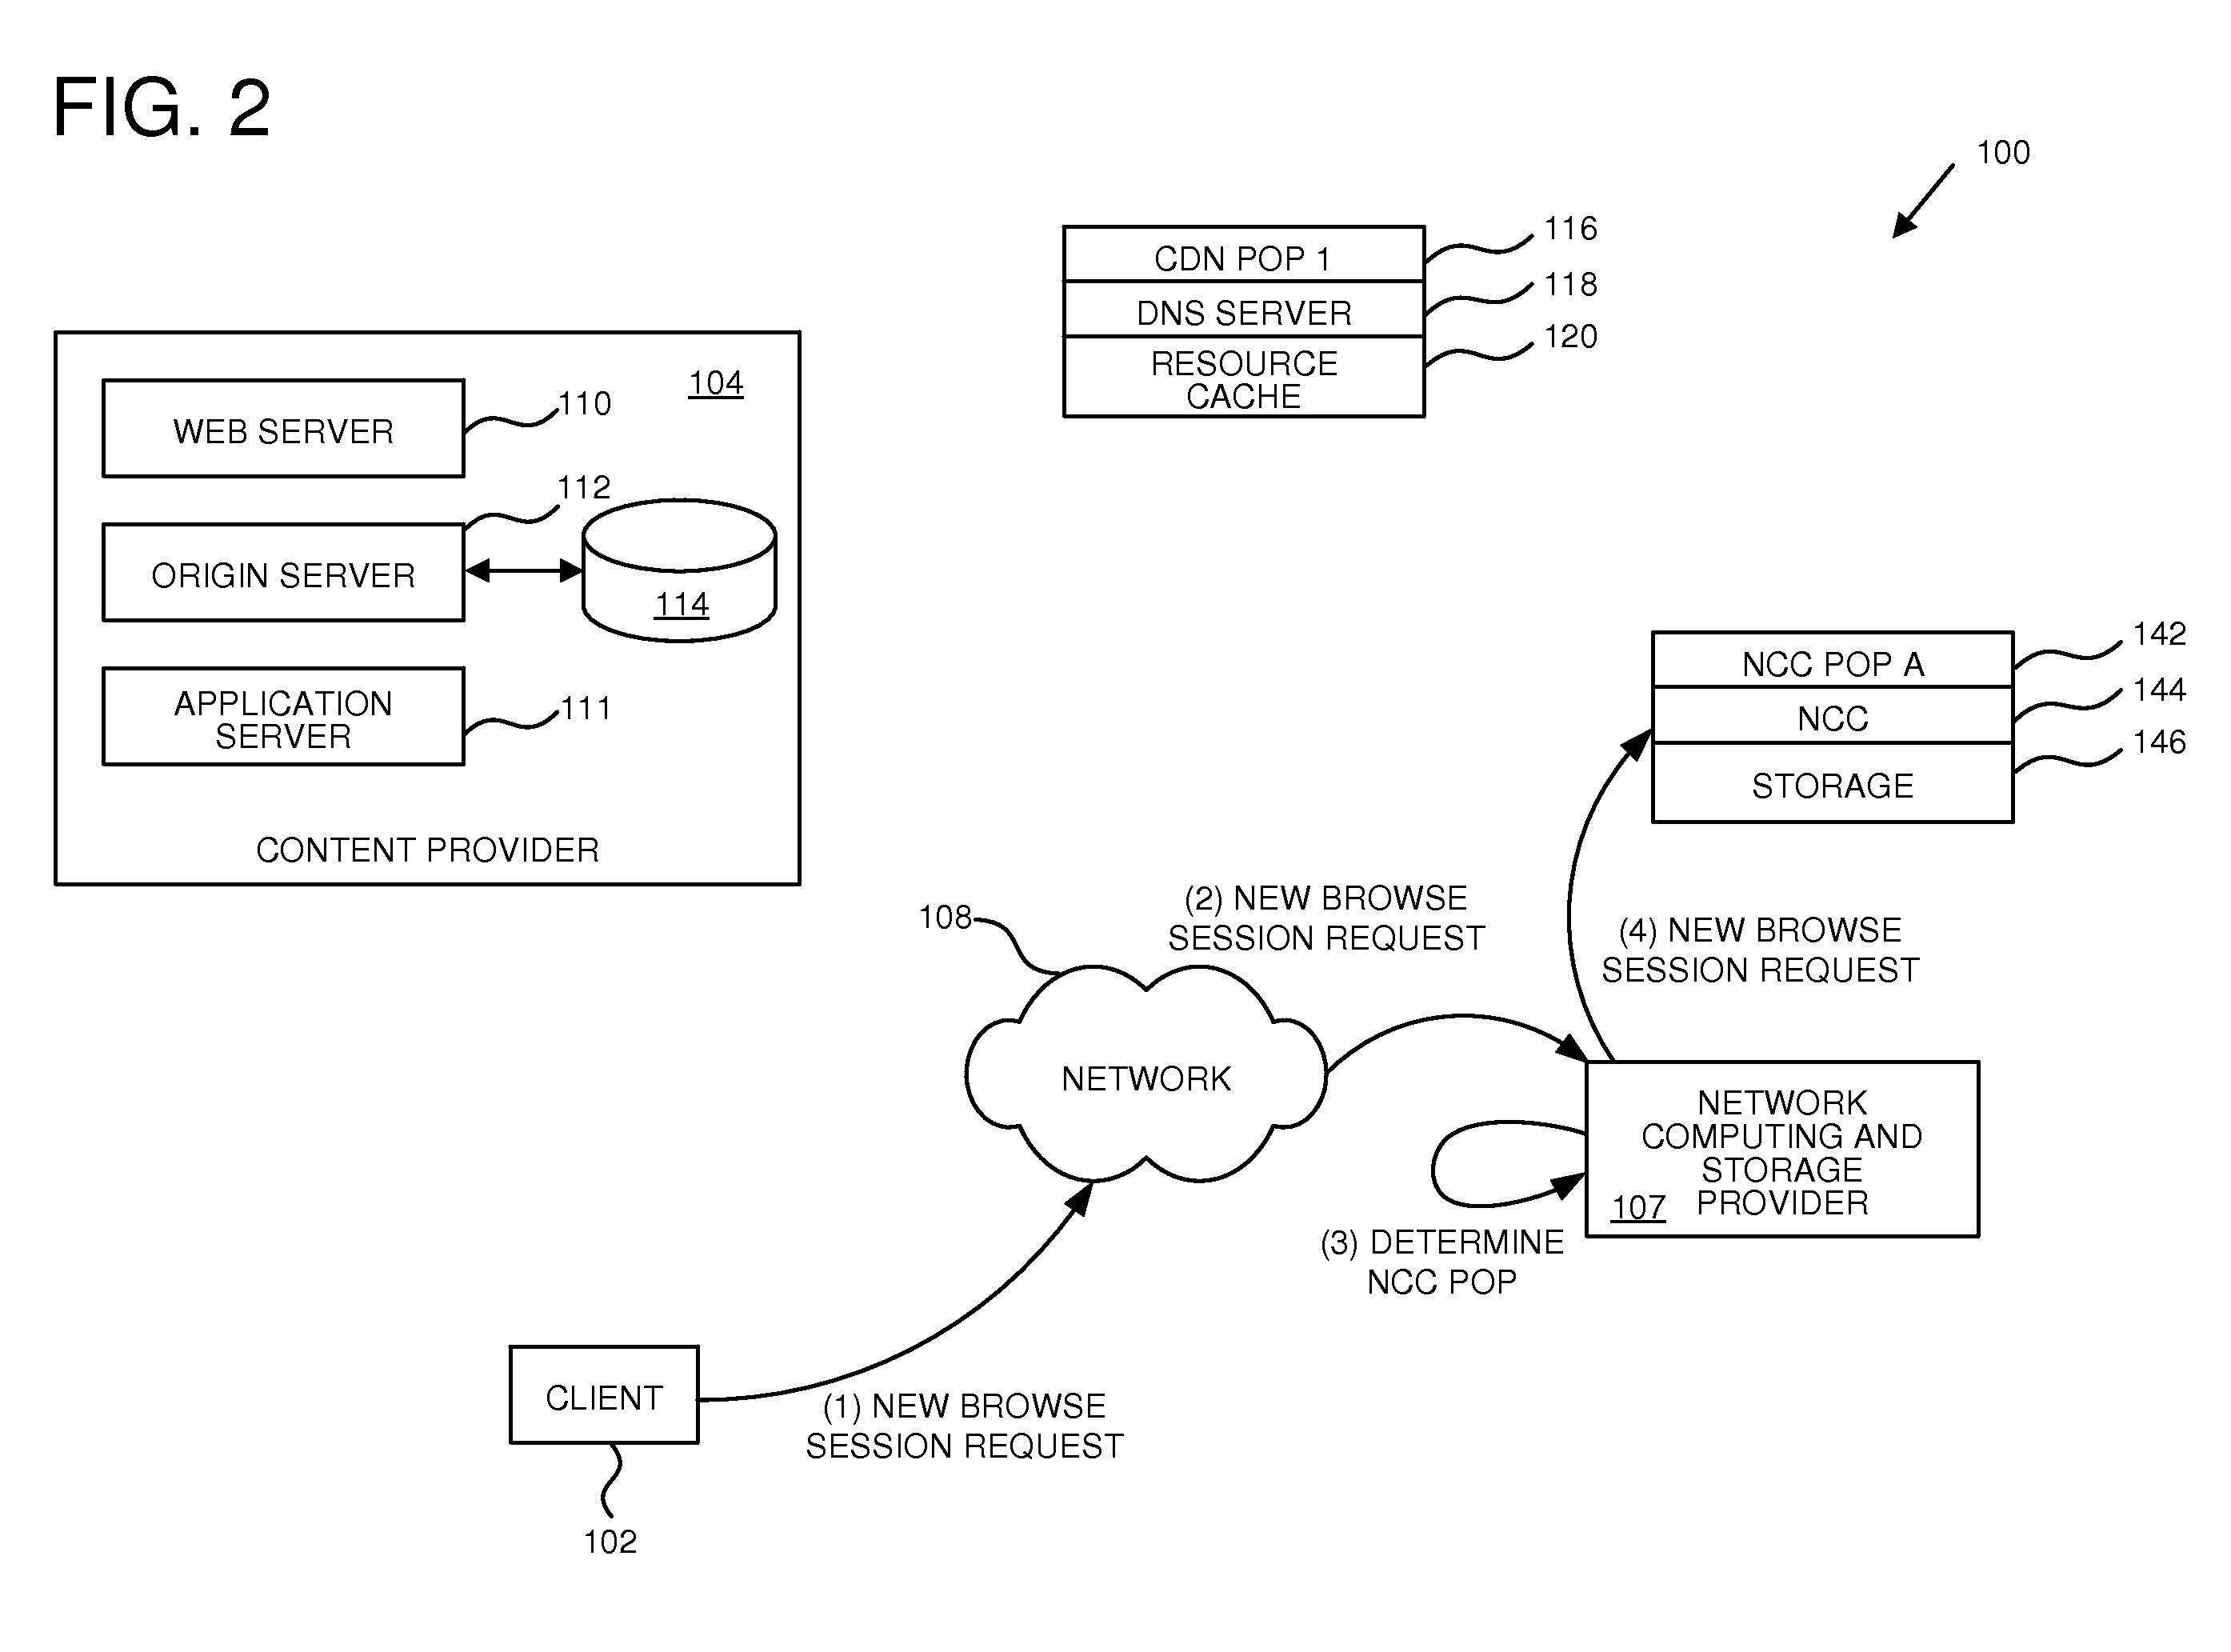 FIG. 2
100
CDN POP 1
116
DNS SERVER
118
RESOURCE
CACHE
120
104
WEB SERVER
110
ORIGIN SERVER
112
114
APPLICATION
SERVER
111
CONTENT PROVIDER
NCC POP A
142
NCC
144
STORAGE
146
108
NETWORK
(2) NEW BROWSE
SESSION REQUEST
(4) NEW BROWSE
SESSION REQUEST
NETWORK
COMPUTING AND
STORAGE
PROVIDER
107
(3) DETERMINE
NCC POP
CLIENT
102
(1) NEW BROWSE
SESSION REQUEST